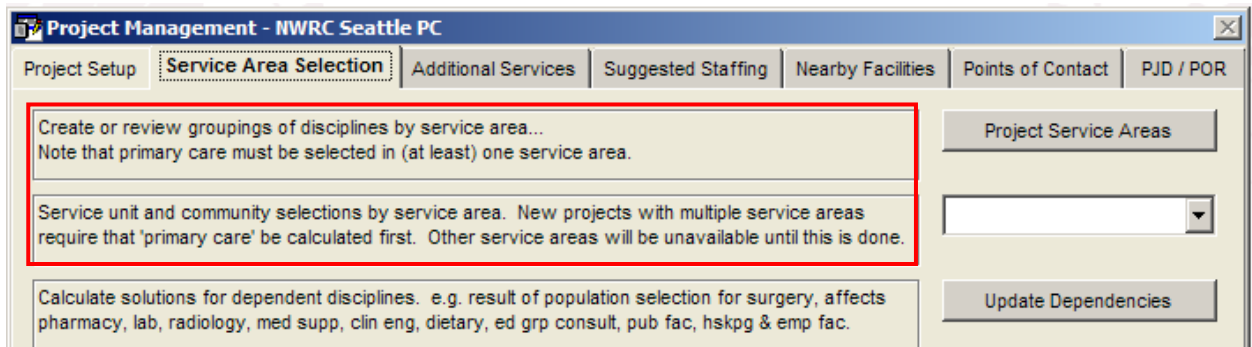 Project Management - NWRC Seattle PC
Project Setup Service Area Selection Additional Services Suggested Staffing Nearby Facilities Points of Contact PJD / POR
Create or review groupings of disciplines by service area...
Note that primary care must be selected in (at least) one service area.
Project Service Areas
Service unit and community selections by service area. New projects with multiple service areas
require that 'primary care' be calculated first. Other service areas will be unavailable until this is done.
Calculate solutions for dependent disciplines. e.g. result of population selection for surgery, affects
pharmacy, lab, radiology, med supp, clin eng, dietary, ed grp consult, pub fac, hskpg & emp fac.
Update Dependencies